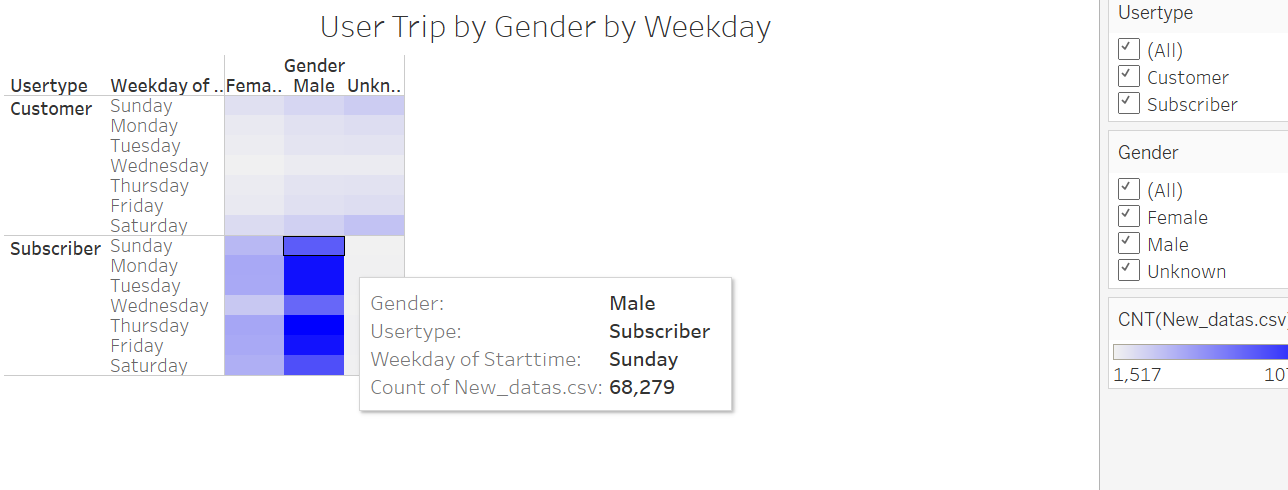 User Trip by Gender by Weekday
Gender
Usertype Weekday of .. Fema.. Male Unkn..
Customer Sunday
Monday
Tuesday
Wednesday
Thursday
Friday
Saturday
Subscriber Sunday
Monday
Tuesday
Wednesday
Thursday
Friday
Saturday
Gender: Male
Usertype: Subscriber
Weekday of Starttime: Sunday
Count of New_datas.csv: 68,279
Usertype
(All)
Customer
Subscriber
Gender
(All)
Female
Male
Unknown
CNT(New_datas.csv)
1,517 107